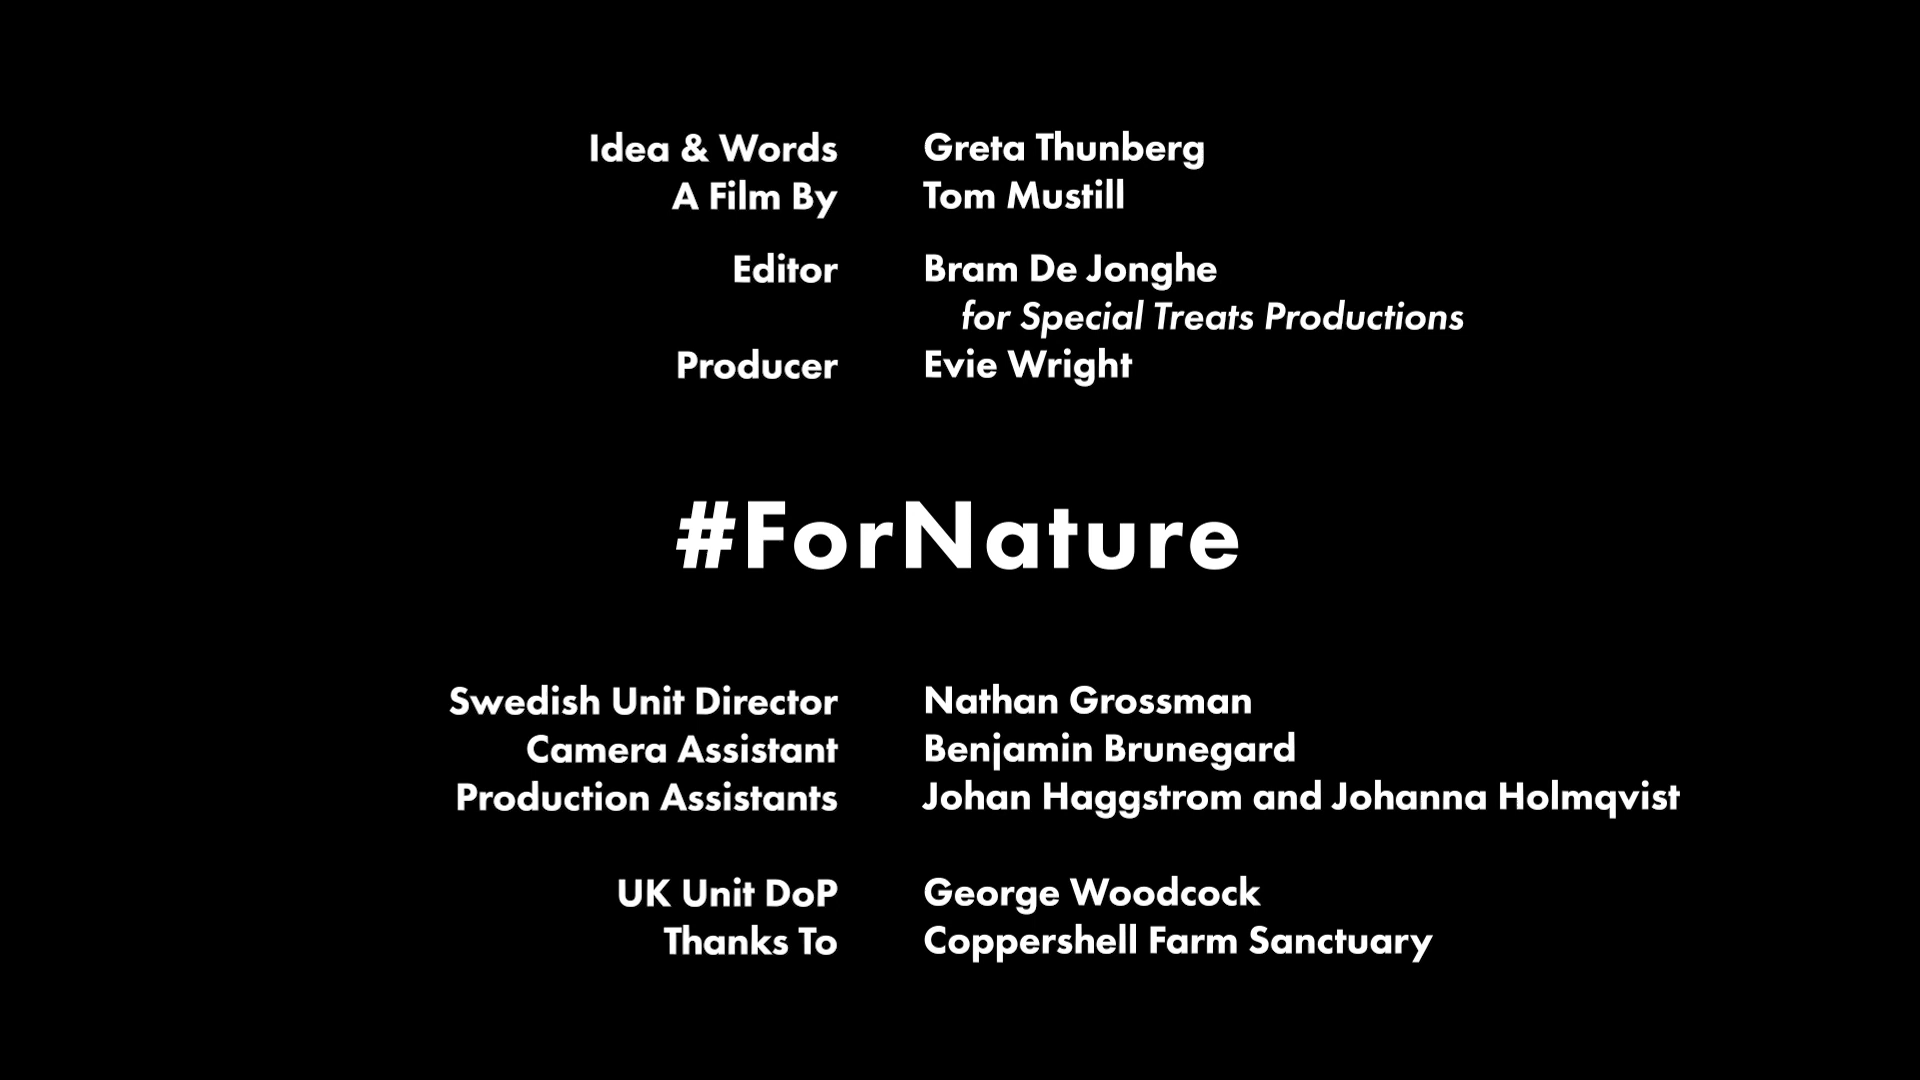 Idea & Words Greta Thunberg
A Film By Tom Mustill
Editor Bram De Jonghe
for Special Treats Productions
Producer Evie Wright
#ForNature
Swedish Unit Director Nathan Grossman
Camera Assistant Benjamin Brunegard
Production Assistants Johan Haggstrom and Johanna Holmqvist
UK Unit DoP George Woodcock
Thanks To Coppershell Farm Sanctuary